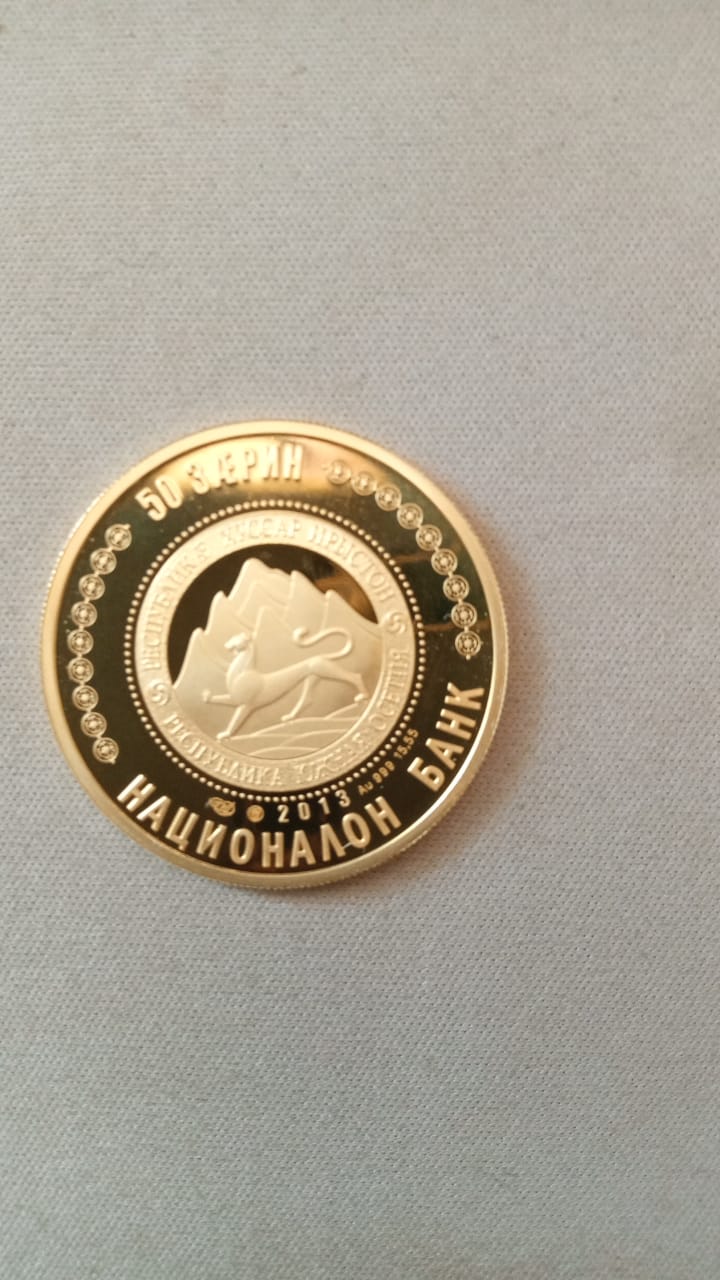 50 ЗÆРИН
РЕСПУБЛИКÆ ХУССАР ИРЫСТОН
РЕСПУБЛИКА ЮЖНАЯ ОСЕТИЯ
2013 Au 999 15,55
НАЦИОНАЛОН БАНК